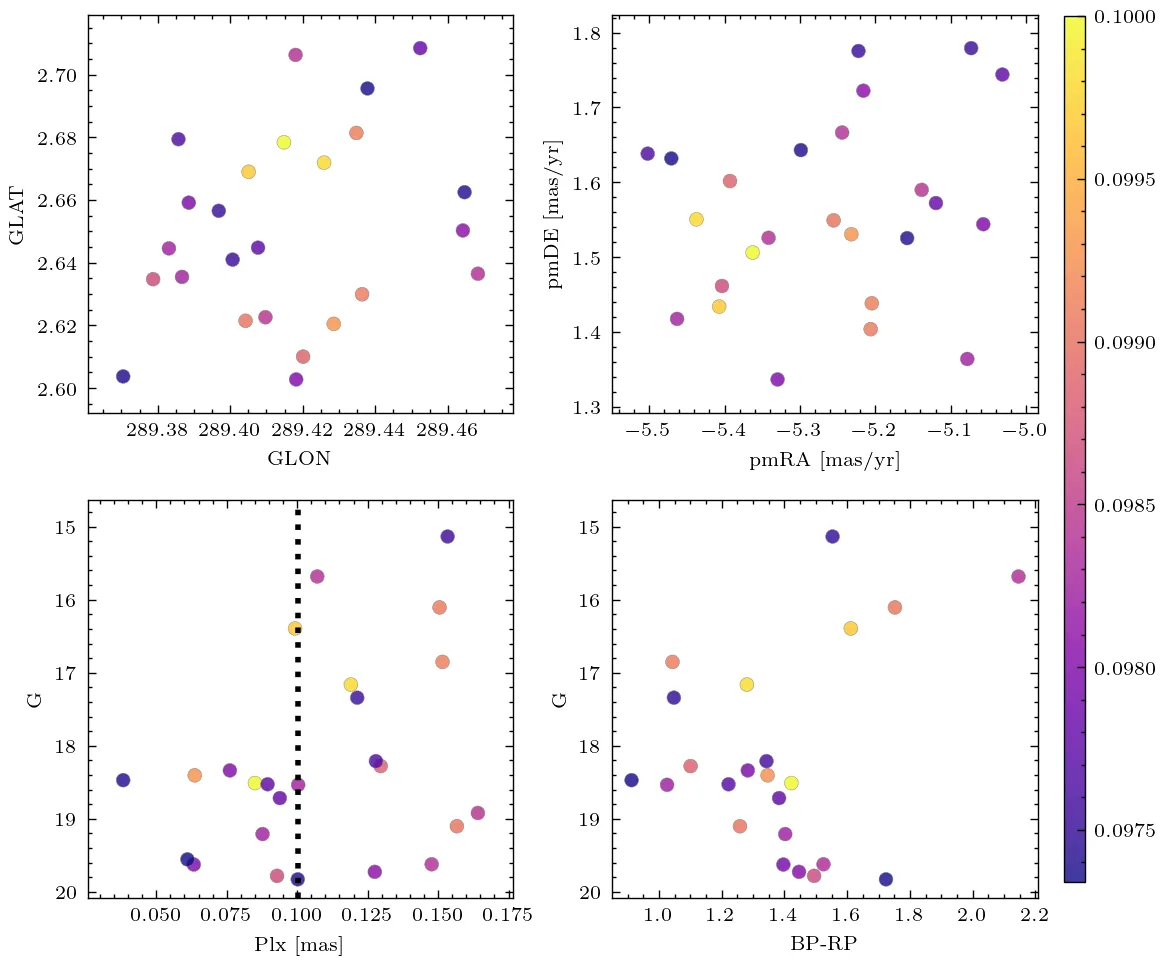 2.70
2.68
2.66
2.64
2.62
2.60
GLAT
289.38 289.40 289.42 289.44 289.46
GLON
1.8
1.7
1.6
1.5
1.4
1.3
pmDE [mas/yr]
−5.5 −5.4 −5.3 −5.2 −5.1 −5.0
pmRA [mas/yr]
0.1000
0.0995
0.0990
0.0985
0.0980
0.0975
15
16
17
18
19
20
G
0.050 0.075 0.100 0.125 0.150 0.175
Plx [mas]
15
16
17
18
19
20
G
1.0 1.2 1.4 1.6 1.8 2.0 2.2
BP-RP